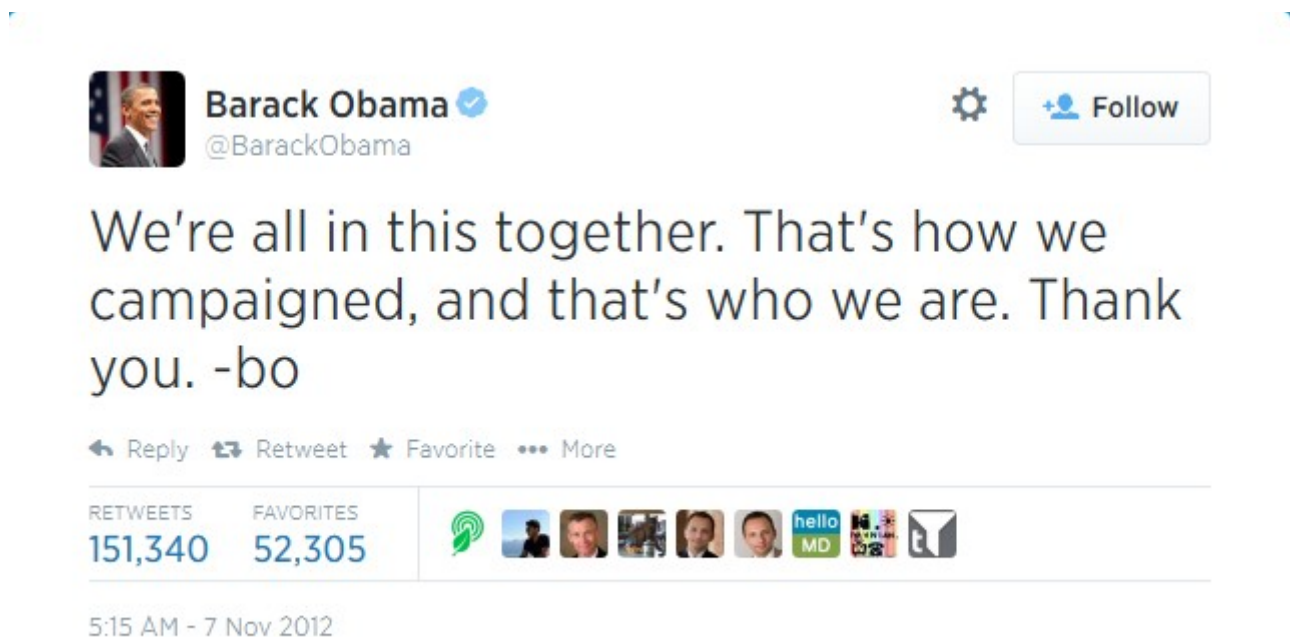 Barack Obama
@BarackObama
Follow
We're all in this together. That's how we
campaigned, and that's who we are. Thank
you. -bo
Reply Retweet Favorite ••• More
RETWEETS FAVORITES
151,340 52,305
hello
MD
t
5:15 AM - 7 Nov 2012